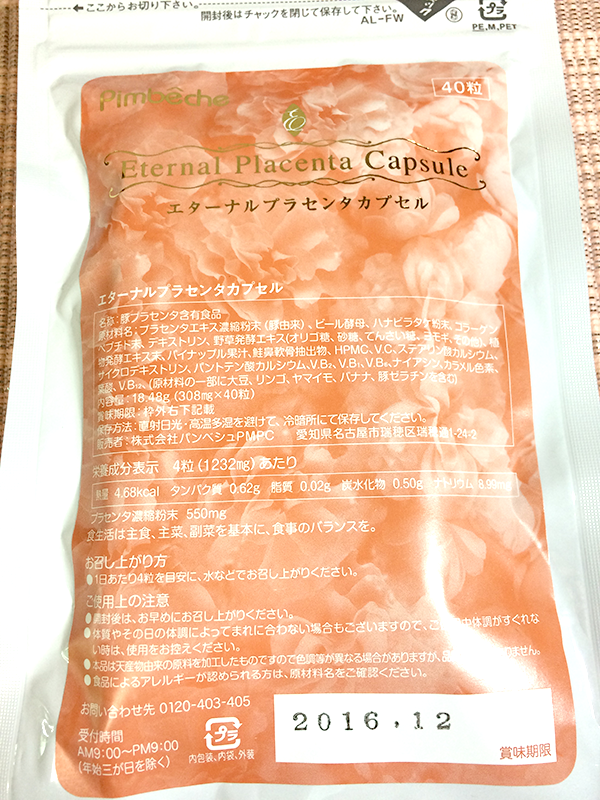 ←ここからお切り下さい。
開封後はチャックを閉じて保存して下さい。
AL-FW
プラ
PE,M,PET
Pimbêche
40粒
Eternal Placenta Capsule
エターナルプラセンタカプセル
エターナルプラセンタカプセル
名称：豚プラセンタ含有食品
原材料名：プラセンタエキス濃縮粉末（豚由来）、ビール酵母、ハナビラタケ粉末、コラーゲン
ペプチド末、デキストリン、野草発酵エキス(オリゴ糖、砂糖、てんさい糖、ヨモギ、その他)、植
物発酵エキス末、パイナップル果汁、鮭鼻軟骨抽出物、HPMC、V.C、ステアリン酸カルシウム、
サイクロデキストリン、パントテン酸カルシウム、V.B₂、V.B₁、V.B₆、ナイアシン、カラメル色素、
葉酸、V.B₁₂、(原材料の一部に大豆、リンゴ、ヤマイモ、バナナ、豚ゼラチンを含む)
内容量：18.48g (308mg×40粒)
賞味期限：枠外右下記載
保存方法：直射日光・高温多湿を避けて、冷暗所にて保存してください。
販売者：株式会社パンベシュPMPC 愛知県名古屋市瑞穂区瑞穂通1-24-2
栄養成分表示 4粒(1232mg)あたり
熱量 4.68kcal タンパク質 0.62g 脂質 0.02g 炭水化物 0.50g ナトリウム 8.99mg
プラセンタ濃縮粉末 550mg
食生活は主食、主菜、副菜を基本に、食事のバランスを。
お召し上がり方
●1日あたり4粒を目安に、水などでお召し上がりください。
ご使用上の注意
●開封後は、お早めにお召し上がりください。
●体質やその日の体調によってまれに合わない場合もございますので、ご使用中体調がすぐれな
い時は、使用をお控えください。
●本品は天産物由来の原料を加工したものですので色調等が異なる場合がありますが、品りません。
●食品によるアレルギーが認められる方は、原材料名をご確認ください。
お問い合わせ先 0120-403-405
受付時間
AM9:00〜PM9:00
(年始三が日を除く)
プラ
内包装、内袋、外装
2016.12
賞味期限